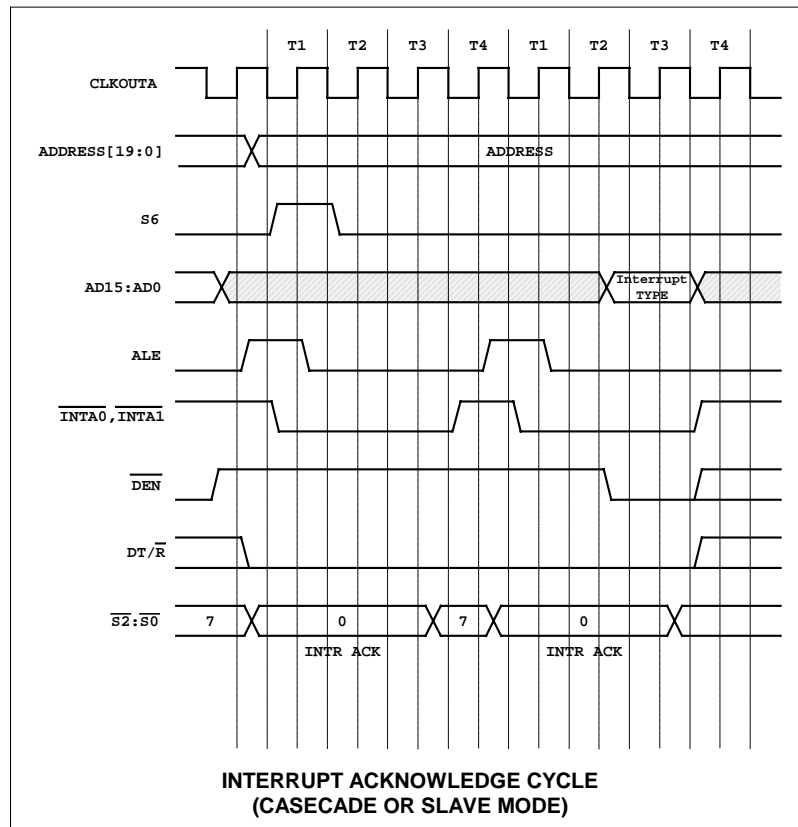 T1 T2 T3 T4 T1 T2 T3 T4
CLKOUTA
ADDRESS[19:0]
ADDRESS
S6
AD15:AD0
Interrupt
TYPE
ALE
INTA0,INTA1
DEN
DT/R
S2:S0
7 0 7 0
INTR ACK INTR ACK
INTERRUPT ACKNOWLEDGE CYCLE
(CASECADE OR SLAVE MODE)